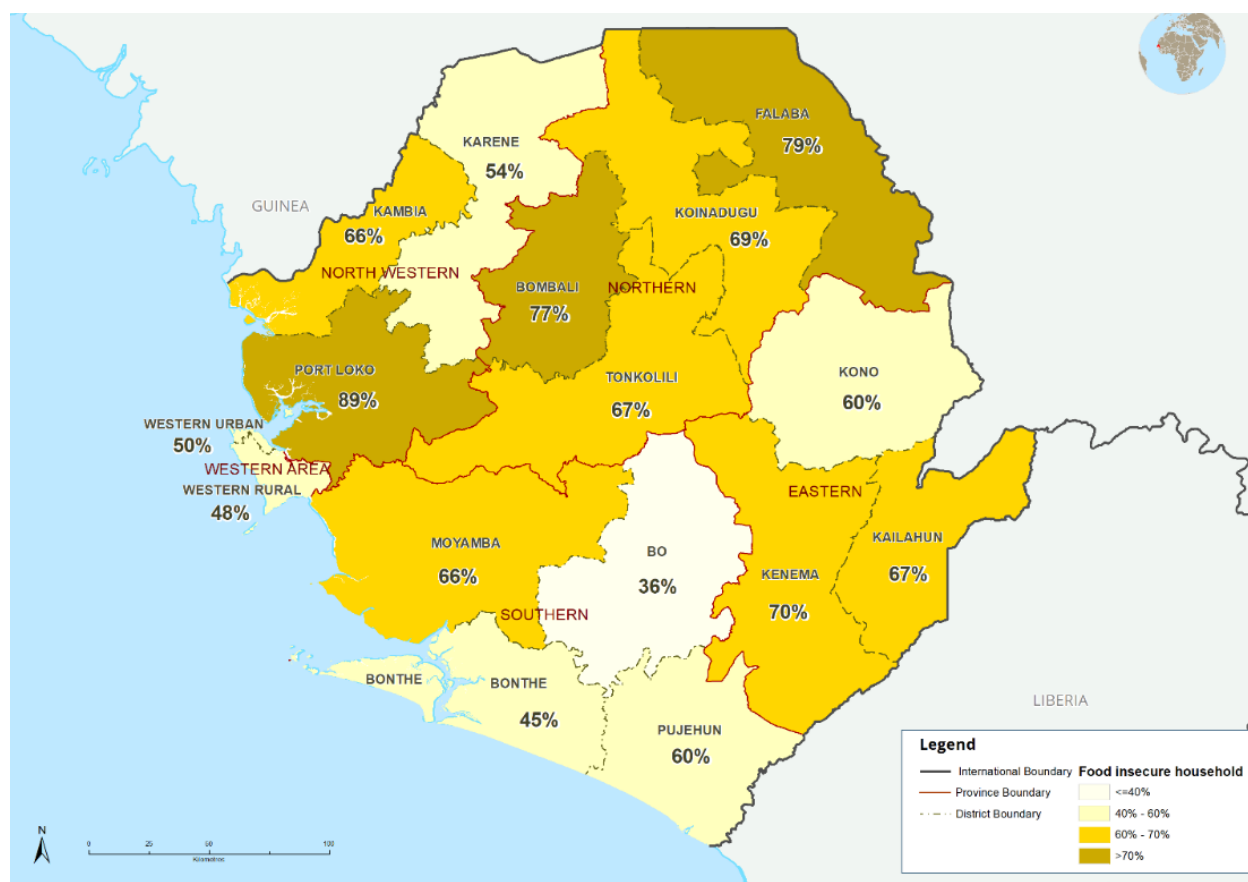 FALABA
79%
KARENE
54%
GUINEA
KAMBIA
66%
KOINADUGU
69%
NORTH WESTERN
BOMBALI
77%
NORTHERN
PORT LOKO
89%
TONKOLILI
67%
KONO
60%
WESTERN URBAN
50%
WESTERN AREA
WESTERN RURAL
48%
EASTERN
MOYAMBA
66%
BO
36%
KENEMA
70%
KAILAHUN
67%
SOUTHERN
BONTHE
BONTHE
45%
PUJEHUN
60%
LIBERIA
Legend
International Boundary
Province Boundary
District Boundary
Food insecure household
<=40%
40% - 60%
60% - 70%
>70%
N
0 50 100
Kilometres